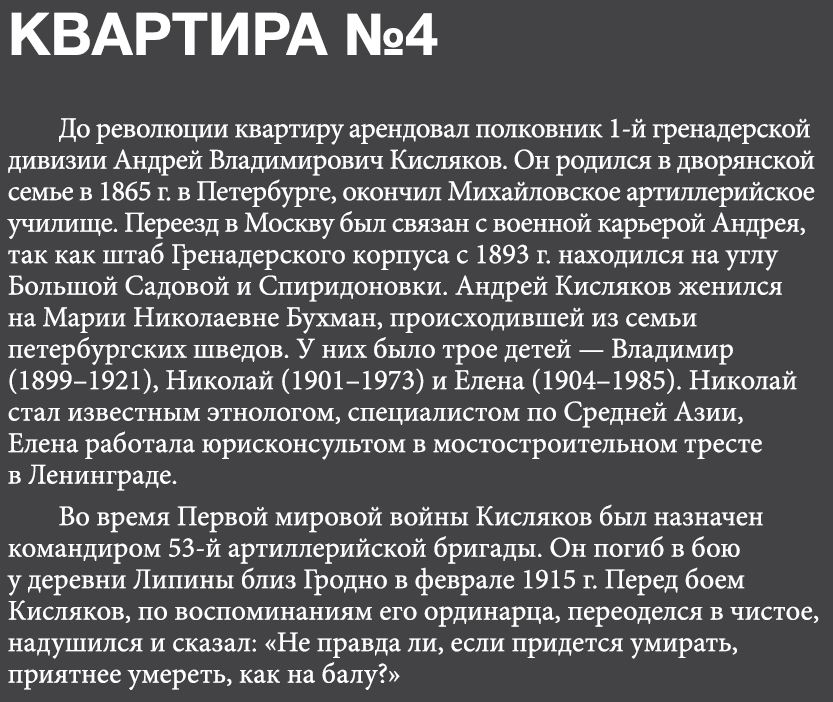 КВАРТИРА №4
До революции квартиру арендовал полковник 1-й гренадерской
дивизии Андрей Владимирович Кисляков. Он родился в дворянской
семье в 1865 г. в Петербурге, окончил Михайловское артиллерийское
училище. Переезд в Москву был связан с военной карьерой Андрея,
так как штаб Гренадерского корпуса с 1893 г. находился на углу
Большой Садовой и Спиридоновки. Андрей Кисляков женился
на Марии Николаевне Бухман, происходившей из семьи
петербургских шведов. У них было трое детей — Владимир
(1899–1921), Николай (1901–1973) и Елена (1904–1985). Николай
стал известным этнологом, специалистом по Средней Азии,
Елена работала юрисконсультом в мостостроительном тресте
в Ленинграде.
Во время Первой мировой войны Кисляков был назначен
командиром 53-й артиллерийской бригады. Он погиб в бою
у деревни Липины близ Гродно в феврале 1915 г. Перед боем
Кисляков, по воспоминаниям его ординарца, переоделся в чистое,
надушился и сказал: «Не правда ли, если придется умирать,
приятнее умереть, как на балу?»